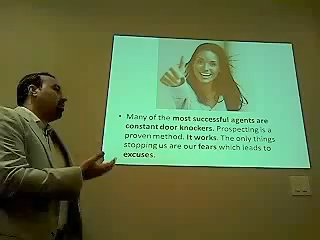 • Many of the most successful agents are
constant door knockers. Prospecting is a
proven method. It works. The only things
stopping us are our fears which leads to
excuses.